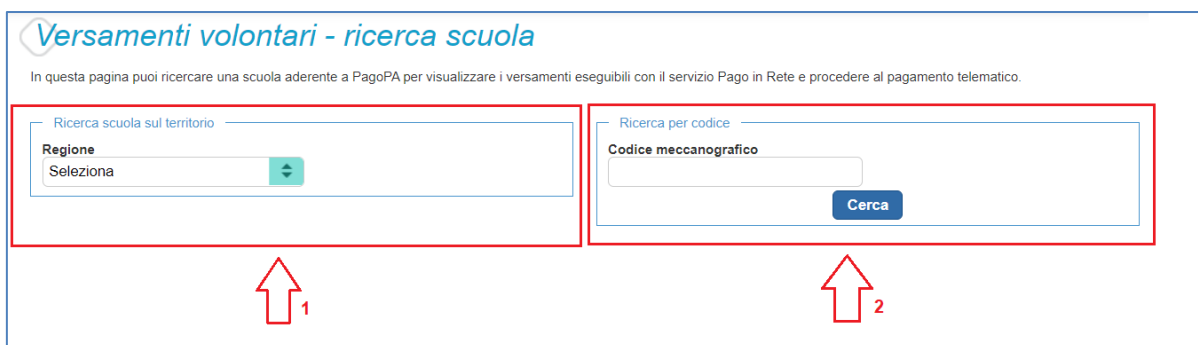 Versamenti volontari - ricerca scuola
In questa pagina puoi ricercare una scuola aderente a PagoPA per visualizzare i versamenti eseguibili con il servizio Pago in Rete e procedere al pagamento telematico.
Ricerca scuola sul territorio
Regione
Seleziona
Ricerca per codice
Codice meccanografico
Cerca
1
2